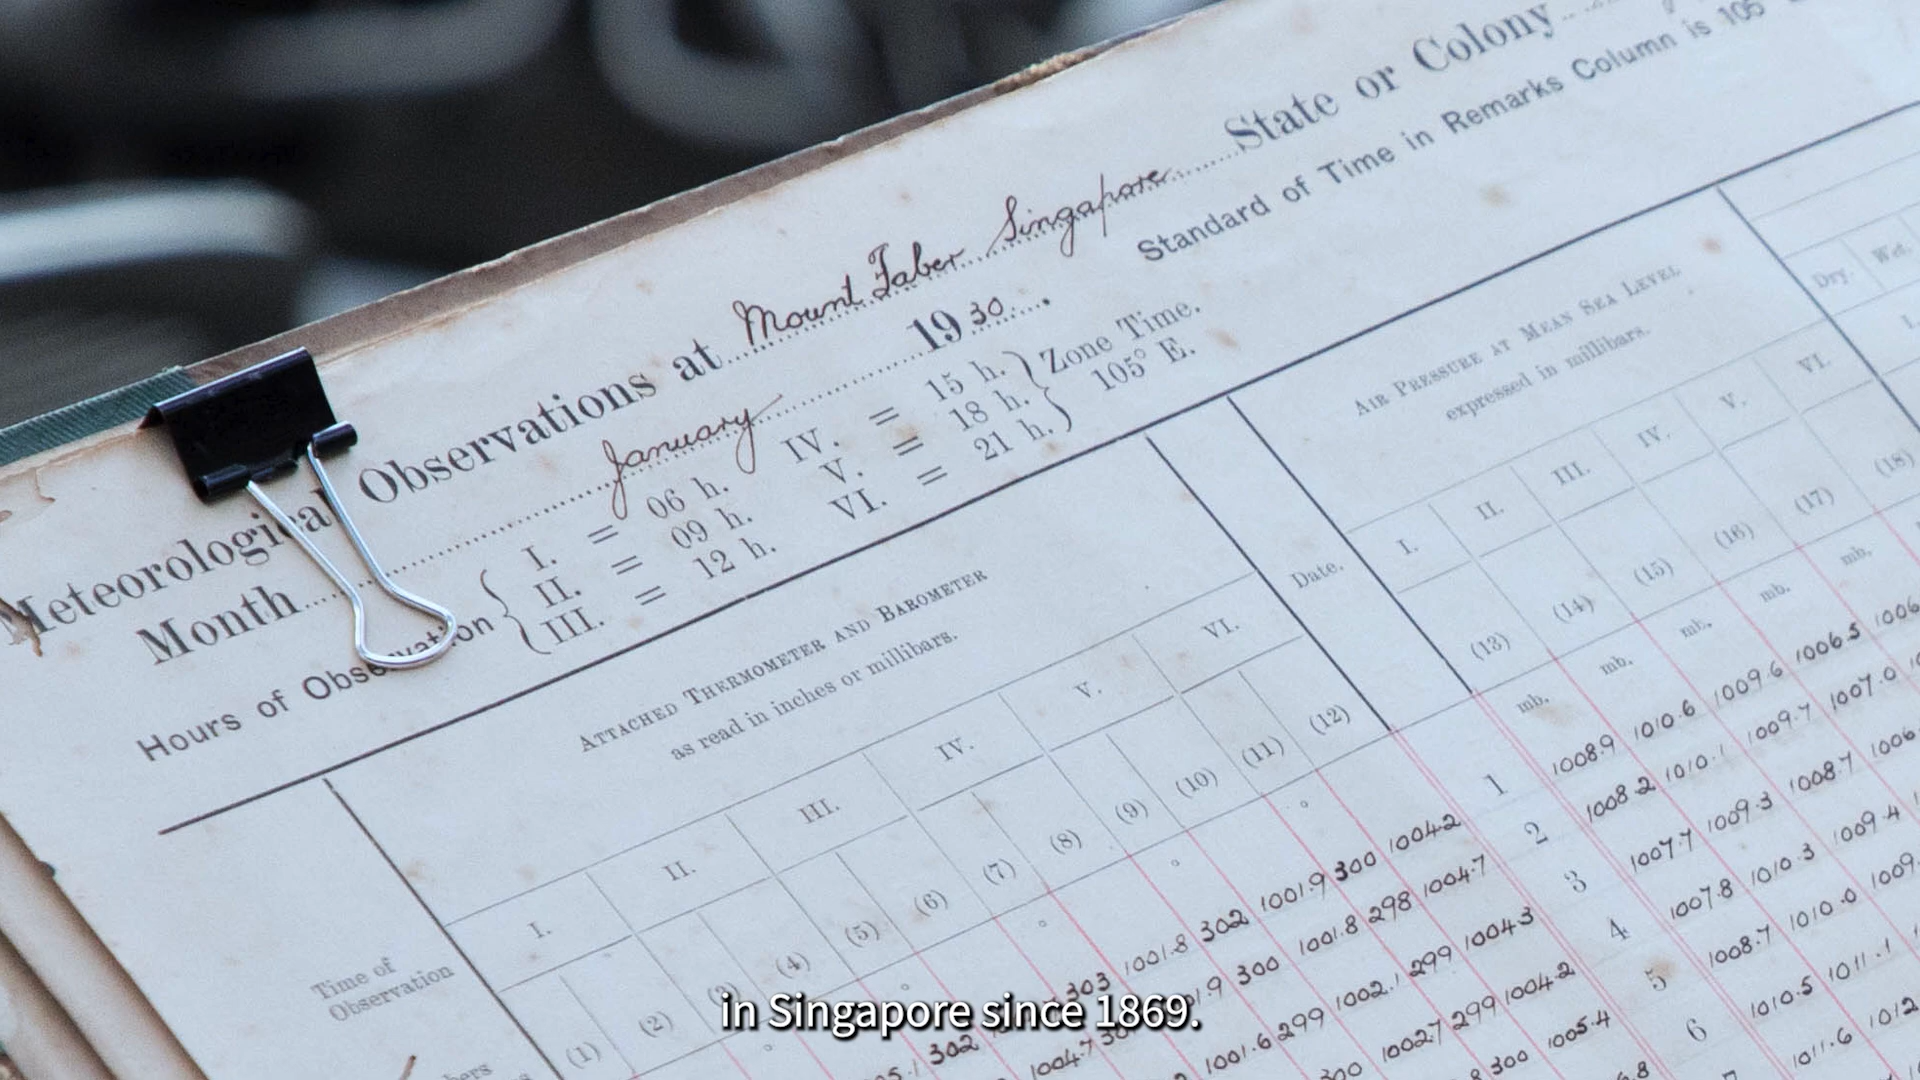 Meteorological Observations at Mount Faber Singapore State or Colony
Month January 1930.
Standard of Time in Remarks Column is 105
Hours of Observation
I. = 06 h. IV. = 15 h.
II. = 09 h. V. = 18 h.
III. = 12 h. VI. = 21 h.
Zone Time.
105° E.
ATTACHED THERMOMETER AND BAROMETER
as read in inches or millibars.
Date.
AIR PRESSURE AT MEAN SEA LEVEL
expressed in millibars.
Dry. Wet.
I.
Time of
Observation
I. II. III. IV. V. VI.
(1) (2) (3) (4) (5) (6) (7) (8) (9) (10) (11) (12)
I. II. III. IV. V. VI.
(13) (14) (15) (16) (17) (18)
mb. mb. mb. mb. mb.
303 1001.8 302 1001.9 300 1004.2 1 1008.9 1010.6 1009.6 1006.5
300 1001.8 298 1004.7 2 1008.2 1010.1 1009.7 1007.0
302 1004.7 1001.6 299 1002.1 299 1004.3 3 1007.7 1009.3 1008.7
1002.7 299 1004.2 4 1007.8 1010.3 1009.4
300 1005.4 5 1008.7 1010.0
6 1010.5 1011.1
1011.6
in Singapore since 1869.